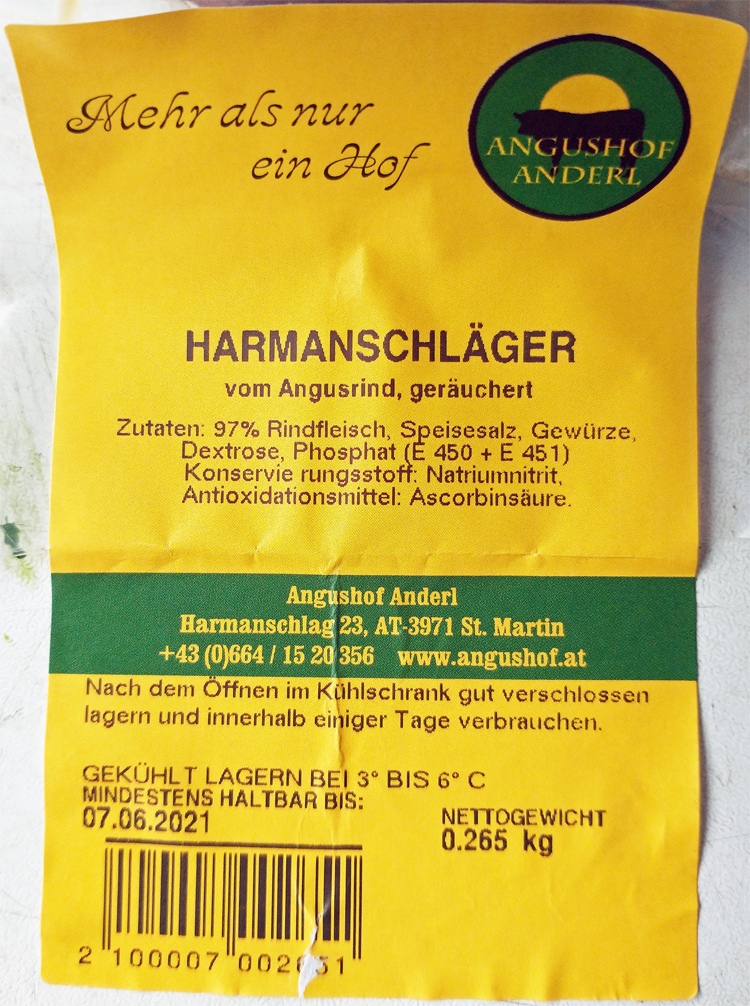 Mehr als nur
ein Hof
ANGUSHOF
ANDERL
HARMANSCHLÄGER
vom Angusrind, geräuchert
Zutaten: 97% Rindfleisch, Speisesalz, Gewürze,
Dextrose, Phosphat (E 450 + E 451)
Konservie rungsstoff: Natriumnitrit,
Antioxidationsmittel: Ascorbinsäure.
Angushof Anderl
Harmanschlag 23, AT-3971 St. Martin
+43 (0)664 / 15 20 356 www.angushof.at
Nach dem Öffnen im Kühlschrank gut verschlossen
lagern und innerhalb einiger Tage verbrauchen.
GEKÜHLT LAGERN BEI 3° BIS 6° C
MINDESTENS HALTBAR BIS:
07.06.2021
NETTOGEWICHT
0.265 kg
2 100007